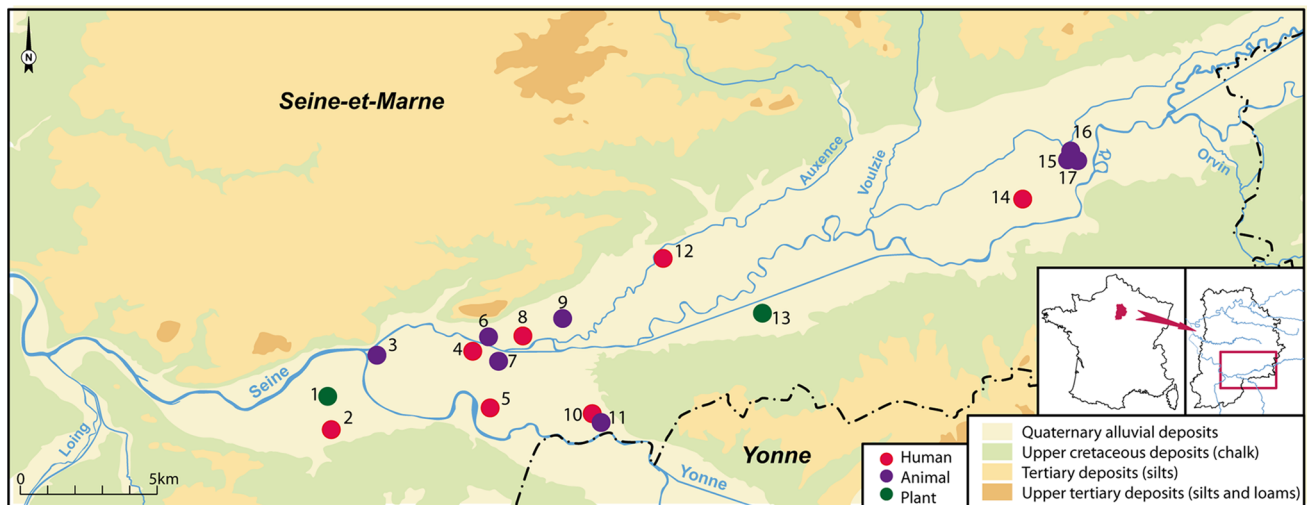 N
Seine-et-Marne
Auxence
Voulzie
Orvin
16
15
17
14
12
9
8
6
13
3
4
7
1
5
2
10
11
Seine
Loing
Yonne
Yonne
0
5km
Human
Animal
Plant
Quaternary alluvial deposits
Upper cretaceous deposits (chalk)
Tertiary deposits (silts)
Upper tertiary deposits (silts and loams)